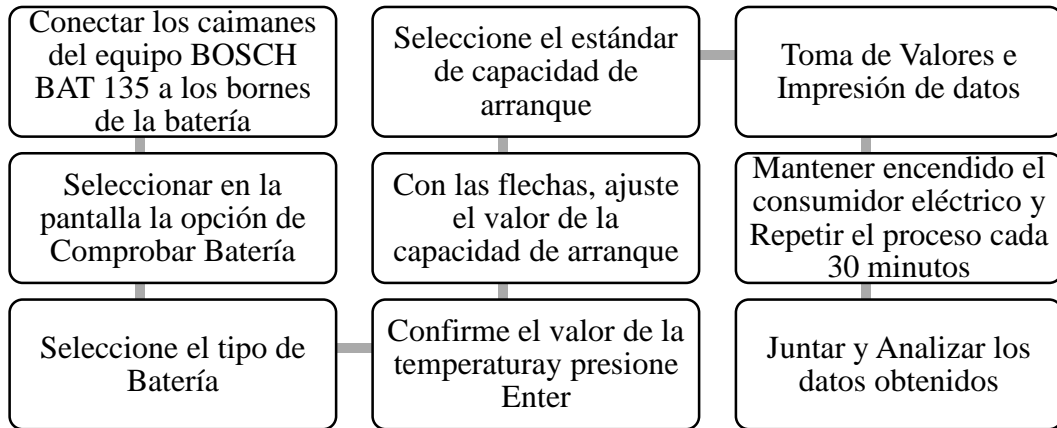 Conectar los caimanes
del equipo BOSCH
BAT 135 a los bornes
de la batería
Seleccionar en la
pantalla la opción de
Comprobar Batería
Seleccione el tipo de
Batería
Confirme el valor de la
temperaturay presione
Enter
Con las flechas, ajuste
el valor de la
capacidad de arranque
Seleccione el estándar
de capacidad de
arranque
Toma de Valores e
Impresión de datos
Mantener encendido el
consumidor eléctrico y
Repetir el proceso cada
30 minutos
Juntar y Analizar los
datos obtenidos